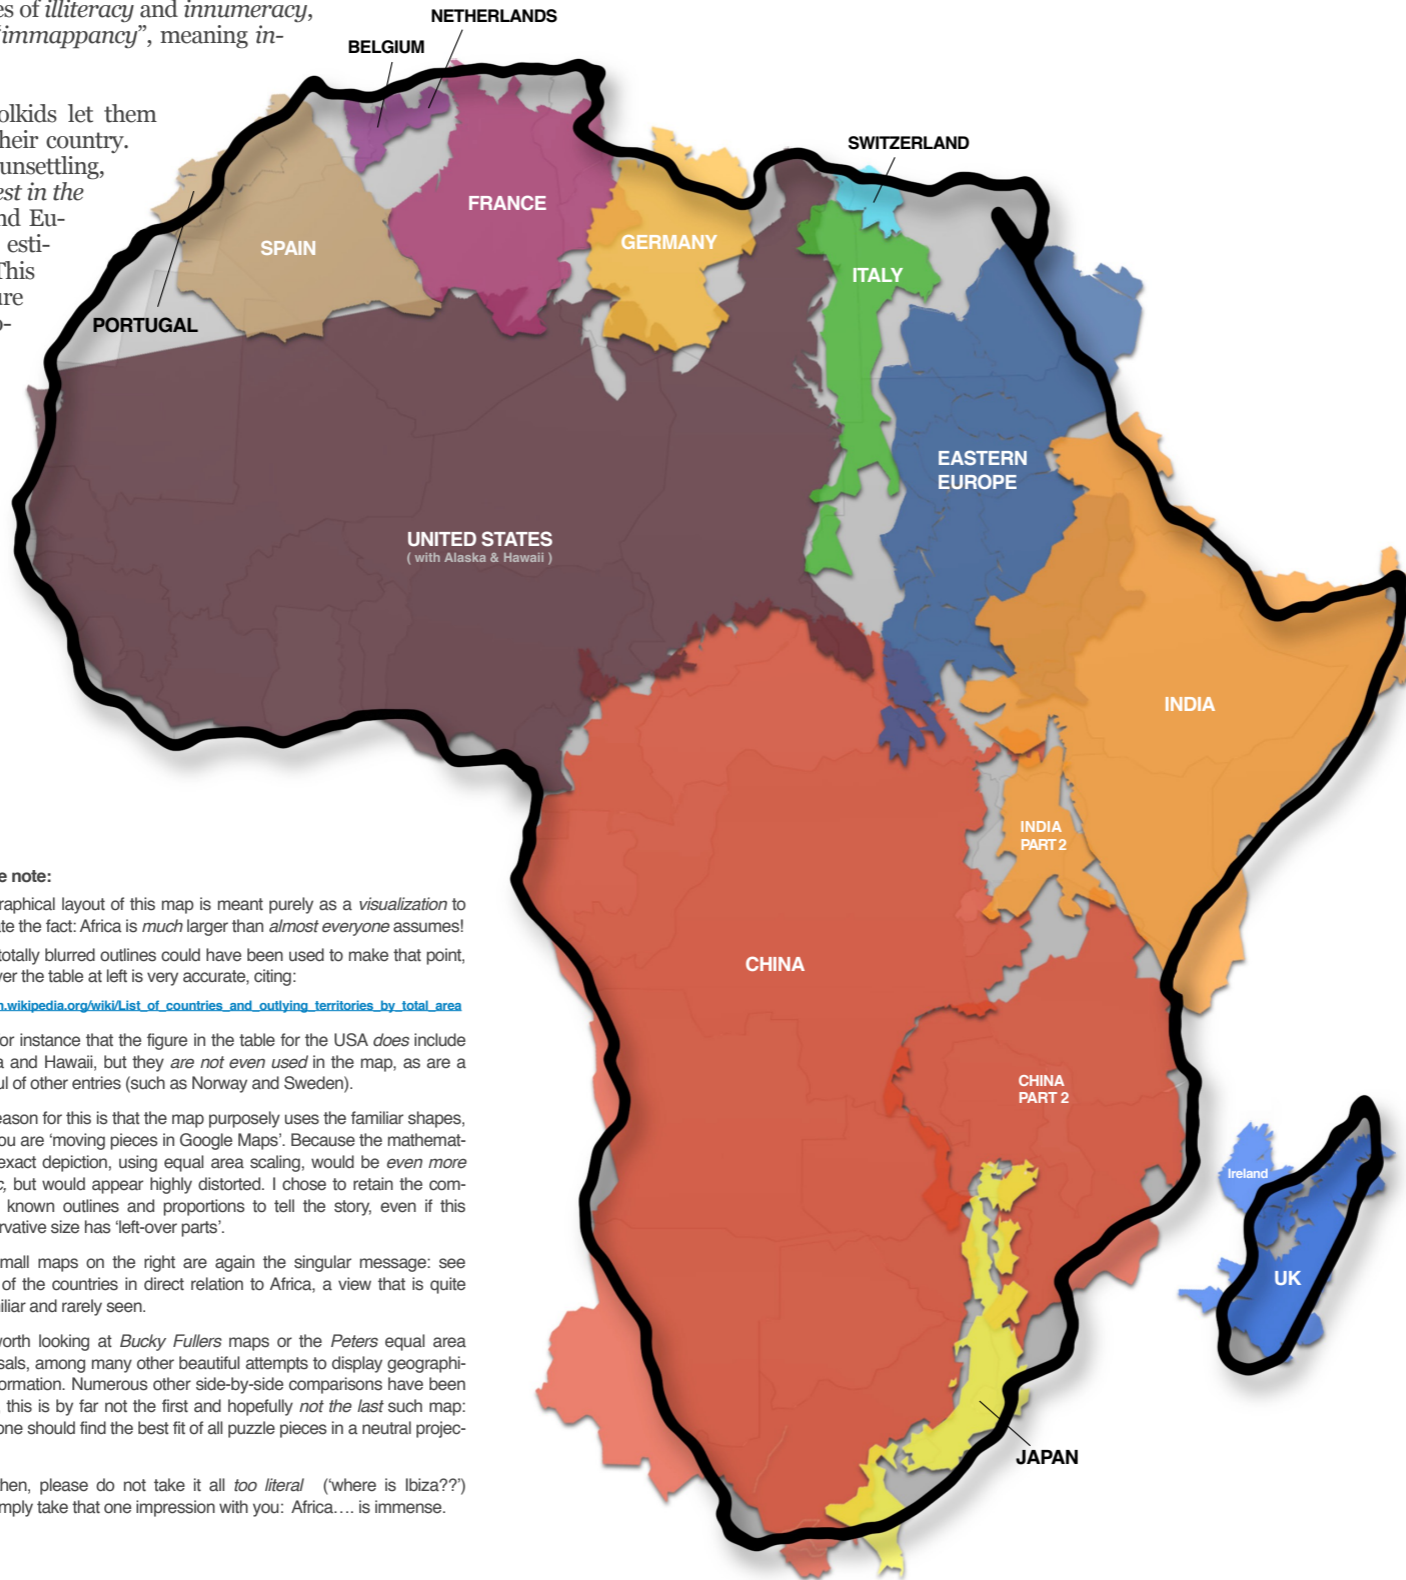 es of illiteracy and innumeracy,
“immappancy”, meaning in-
olkids let them
heir country.
unsettling,
est in the
nd Eu-
esti-
This
ure
o-
NETHERLANDS
BELGIUM
SWITZERLAND
FRANCE
GERMANY
SPAIN
ITALY
PORTUGAL
EASTERN
EUROPE
UNITED STATES
( with Alaska & Hawaii )
INDIA
INDIA
PART 2
CHINA
CHINA
PART 2
Ireland
UK
JAPAN
e note:
raphical layout of this map is meant purely as a visualization to
ate the fact: Africa is much larger than almost everyone assumes!
totally blurred outlines could have been used to make that point,
ver the table at left is very accurate, citing:
n.wikipedia.org/wiki/List_of_countries_and_outlying_territories_by_total_area
or instance that the figure in the table for the USA does include
a and Hawaii, but they are not even used in the map, as are a
ul of other entries (such as Norway and Sweden).
eason for this is that the map purposely uses the familiar shapes,
ou are ‘moving pieces in Google Maps’. Because the mathemat-
exact depiction, using equal area scaling, would be even more
c, but would appear highly distorted. I chose to retain the com-
known outlines and proportions to tell the story, even if this
rvative size has ‘left-over parts’.
mall maps on the right are again the singular message: see
of the countries in direct relation to Africa, a view that is quite
iliar and rarely seen.
worth looking at Bucky Fullers maps or the Peters equal area
sals, among many other beautiful attempts to display geographi-
ormation. Numerous other side-by-side comparisons have been
this is by far not the first and hopefully not the last such map:
one should find the best fit of all puzzle pieces in a neutral projec-
hen, please do not take it all too literal (‘where is Ibiza??’)
mply take that one impression with you: Africa.... is immense.